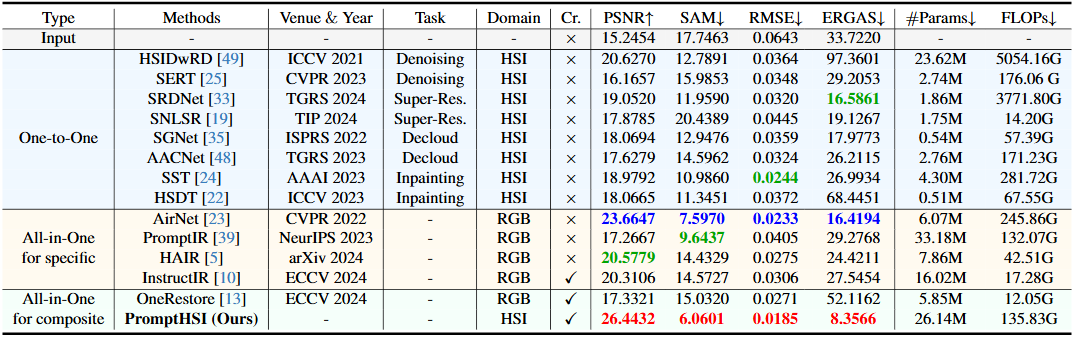 Type Methods Venue & Year Task Domain Cr. PSNR↑ SAM↓ RMSE↓ ERGAS↓ #Params↓ FLOPs↓
Input - - - - × 15.2454 17.7463 0.0643 33.7220 - -
HSIDwRD [49] ICCV 2021 Denoising HSI × 20.6270 12.7891 0.0364 97.3601 23.62M 5054.16G
SERT [25] CVPR 2023 Denoising HSI × 16.1657 15.9853 0.0348 29.2053 2.74M 176.06 G
SRDNet [33] TGRS 2024 Super-Res. HSI × 19.0520 11.9590 0.0320 16.5861 1.86M 3771.80G
SNLSR [19] TIP 2024 Super-Res. HSI × 17.8785 20.4389 0.0445 19.1267 1.75M 14.20G
One-to-One SGNet [35] ISPRS 2022 Decloud HSI × 18.0694 12.9476 0.0359 17.9773 0.54M 57.39G
AACNet [48] TGRS 2023 Decloud HSI × 17.6279 14.5962 0.0324 26.2115 2.76M 171.23G
SST [24] AAAI 2023 Inpainting HSI × 18.9792 10.9860 0.0244 26.9934 4.30M 281.72G
HSDT [22] ICCV 2023 Inpainting HSI × 18.0665 11.3451 0.0372 68.4451 0.51M 67.55G
AirNet [23] CVPR 2022 - RGB × 23.6647 7.5970 0.0233 16.4194 6.07M 245.86G
All-in-One PromptIR [39] NeurIPS 2023 - RGB × 17.2667 9.6437 0.0405 29.2768 33.18M 132.07G
for specific HAIR [5] arXiv 2024 - RGB × 20.5779 14.4329 0.0275 24.4211 7.86M 42.51G
InstructIR [10] ECCV 2024 - RGB ✓ 20.3106 14.5727 0.0306 27.5454 16.02M 17.28G
All-in-One OneRestore [13] ECCV 2024 - RGB ✓ 17.3321 15.0320 0.0271 52.1162 5.85M 12.05G
for composite PromptHSI (Ours) - - HSI ✓ 26.4432 6.0601 0.0185 8.3566 26.14M 135.83G